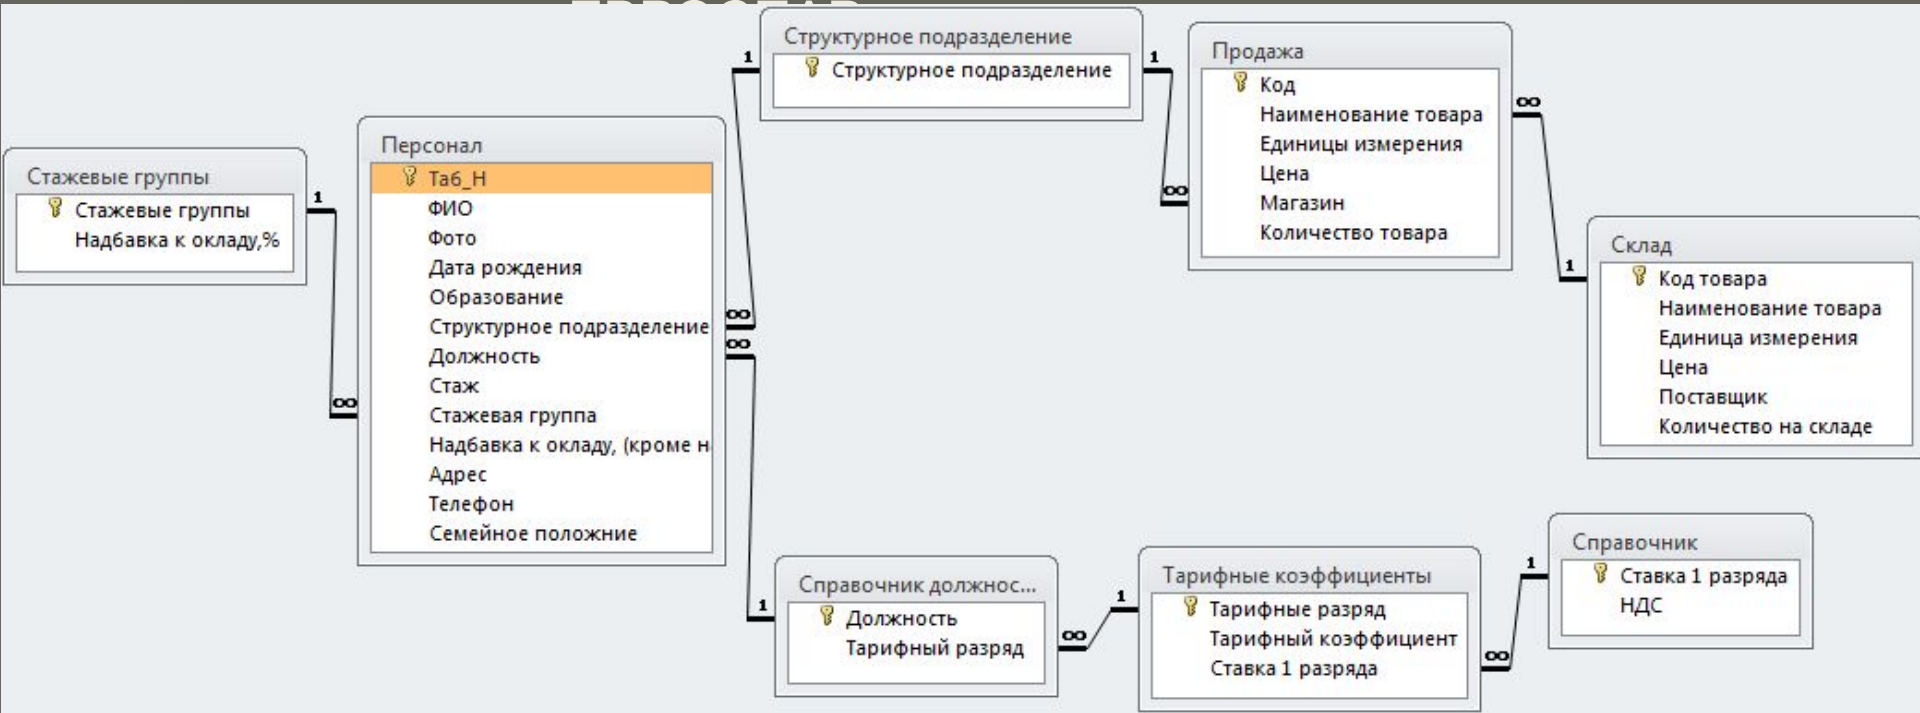 Стажевые группы
Стажевые группы
Надбавка к окладу,%
1
∞
Персонал
Таб_Н
ФИО
Фото
Дата рождения
Образование
Структурное подразделение
Должность
Стаж
Стажевая группа
Надбавка к окладу, (кроме н
Адрес
Телефон
Семейное положние
∞
∞
1
Структурное подразделение
Структурное подразделение
1
∞
Продажа
Код
Наименование товара
Единицы измерения
Цена
Магазин
Количество товара
∞
1
Склад
Код товара
Наименование товара
Единица измерения
Цена
Поставщик
Количество на складе
1
Справочник должнос...
Должность
Тарифный разряд
∞
1
Тарифные коэффициенты
Тарифные разряд
Тарифный коэффициент
Ставка 1 разряда
∞
1
Справочник
Ставка 1 разряда
НДС